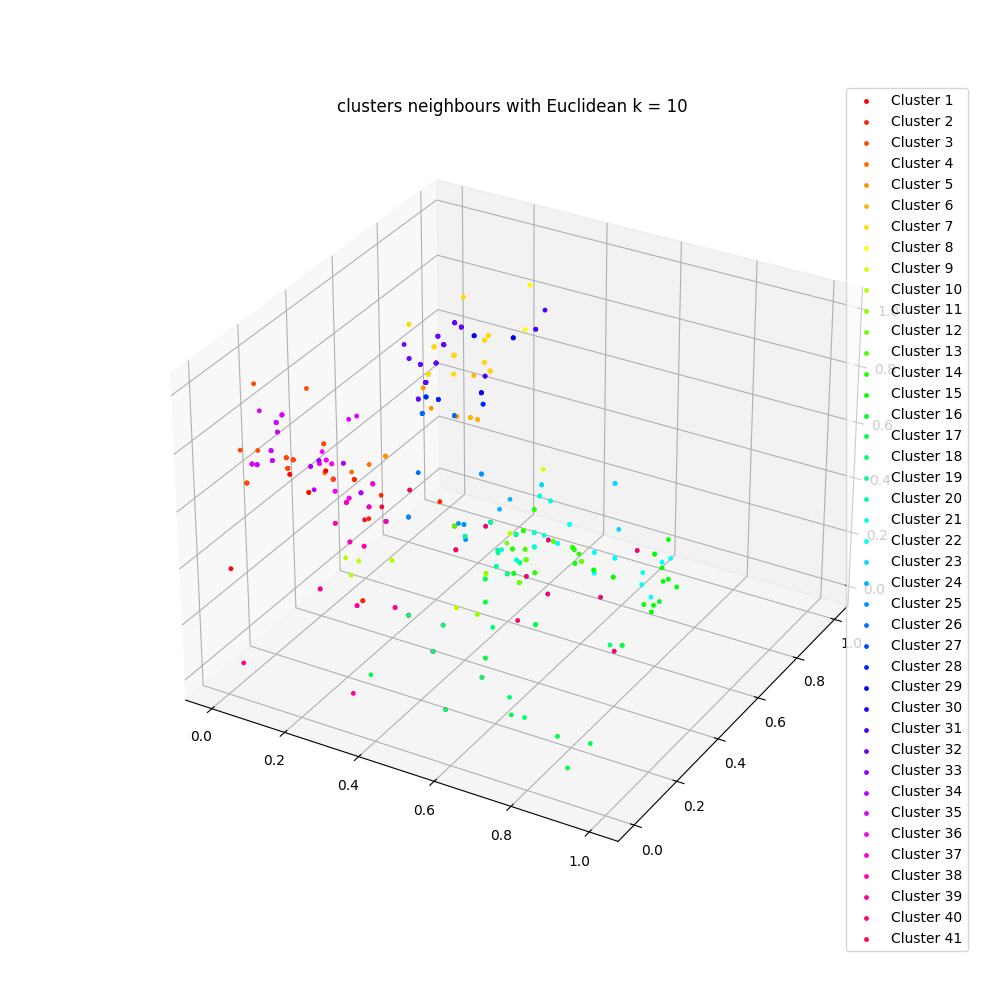 clusters neighbours with Euclidean k = 10
Cluster 1
Cluster 2
Cluster 3
Cluster 4
Cluster 5
Cluster 6
Cluster 7
Cluster 8
Cluster 9
Cluster 10
Cluster 11
Cluster 12
Cluster 13
Cluster 14
Cluster 15
Cluster 16
Cluster 17
Cluster 18
Cluster 19
Cluster 20
Cluster 21
Cluster 22
Cluster 23
Cluster 24
Cluster 25
Cluster 26
Cluster 27
Cluster 28
Cluster 29
Cluster 30
Cluster 31
Cluster 32
Cluster 33
Cluster 34
Cluster 35
Cluster 36
Cluster 37
Cluster 38
Cluster 39
Cluster 40
Cluster 41
0.0
0.2
0.4
0.6
0.8
1.0
0.0
0.2
0.4
0.6
0.8
1.0
0.0
0.2
0.4
0.6
0.8